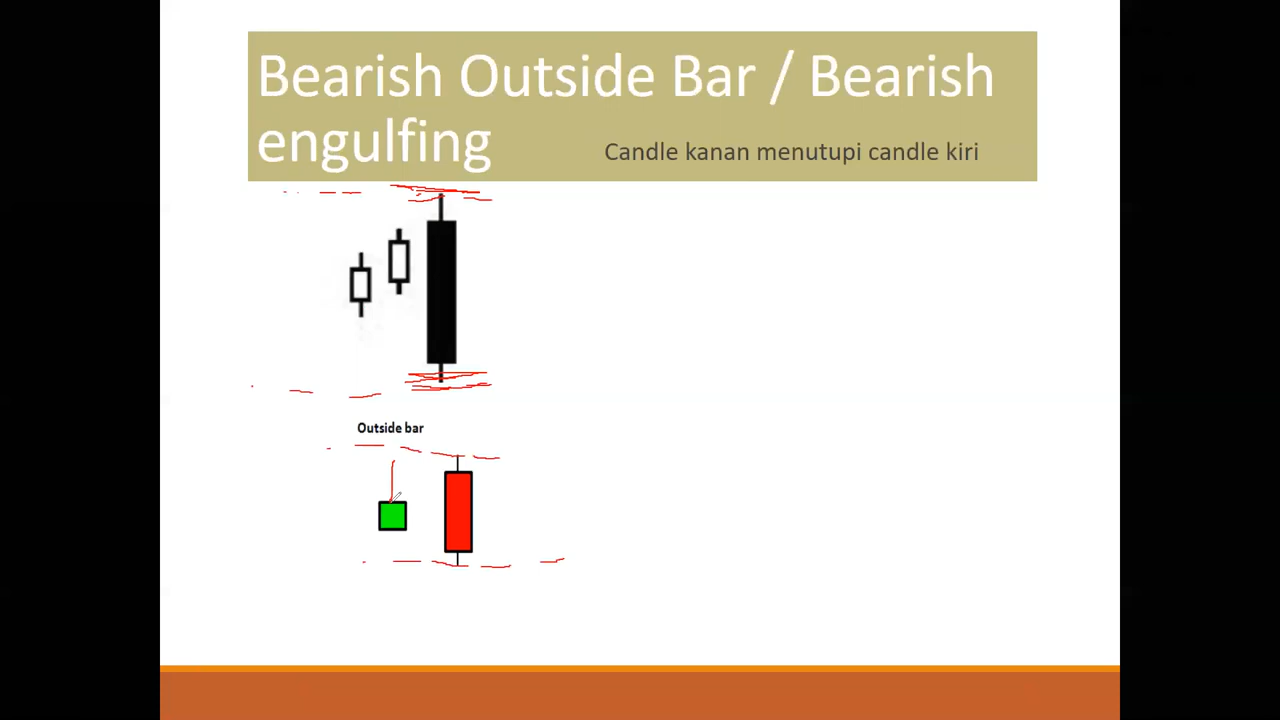 Bearish Outside Bar / Bearish
engulfing Candle kanan menutupi candle kiri
Outside bar